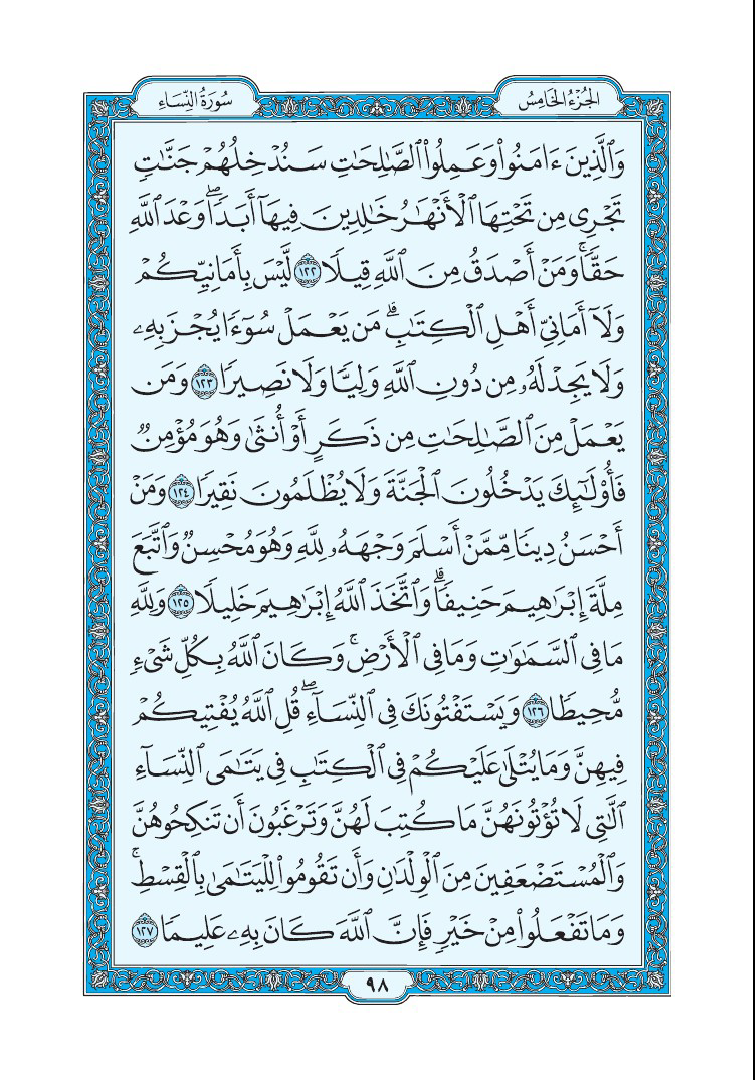 الجُزْءُ الخَامِسُ
سُورَةُ النِّسَاءِ
وَٱلَّذِينَ ءَامَنُواْ وَعَمِلُواْ ٱلصَّٰلِحَٰتِ سَنُدۡخِلُهُمۡ جَنَّٰتٖ
تَجۡرِي مِن تَحۡتِهَا ٱلۡأَنۡهَٰرُ خَٰلِدِينَ فِيهَآ أَبَدٗاۖ وَعۡدَ ٱللَّهِ
حَقّٗاۚ وَمَنۡ أَصۡدَقُ مِنَ ٱللَّهِ قِيلٗا ١٢٢ لَّيۡسَ بِأَمَانِيِّكُمۡ
وَلَآ أَمَانِيِّ أَهۡلِ ٱلۡكِتَٰبِۗ مَن يَعۡمَلۡ سُوٓءٗا يُجۡزَ بِهِۦ
وَلَا يَجِدۡ لَهُۥ مِن دُونِ ٱللَّهِ وَلِيّٗا وَلَا نَصِيرٗا ١٢٣ وَمَن
يَعۡمَلۡ مِنَ ٱلصَّٰلِحَٰتِ مِن ذَكَرٍ أَوۡ أُنثَىٰ وَهُوَ مُؤۡمِنٞ
فَأُوْلَٰٓئِكَ يَدۡخُلُونَ ٱلۡجَنَّةَ وَلَا يُظۡلَمُونَ نَقِيرٗا ١٢٤ وَمَنۡ
أَحۡسَنُ دِينٗا مِّمَّنۡ أَسۡلَمَ وَجۡهَهُۥ لِلَّهِ وَهُوَ مُحۡسِنٞ وَٱتَّبَعَ
مِلَّةَ إِبۡرَٰهِيمَ حَنِيفٗاۗ وَٱتَّخَذَ ٱللَّهُ إِبۡرَٰهِيمَ خَلِيلٗا ١٢٥ وَلِلَّهِ
مَا فِي ٱلسَّمَٰوَٰتِ وَمَا فِي ٱلۡأَرۡضِۚ وَكَانَ ٱللَّهُ بِكُلِّ شَيۡءٖ
مُّحِيطٗا ١٢٦ وَيَسۡتَفۡتُونَكَ فِي ٱلنِّسَآءِۖ قُلِ ٱللَّهُ يُفۡتِيكُمۡ
فِيهِنَّ وَمَا يُتۡلَىٰ عَلَيۡكُمۡ فِي ٱلۡكِتَٰبِ فِي يَتَٰمَى ٱلنِّسَآءِ
ٱلَّٰتِي لَا تُؤۡتُونَهُنَّ مَا كُتِبَ لَهُنَّ وَتَرۡغَبُونَ أَن تَنكِحُوهُنَّ
وَٱلۡمُسۡتَضۡعَفِينَ مِنَ ٱلۡوِلۡدَٰنِ وَأَن تَقُومُواْ لِلۡيَتَٰمَىٰ بِٱلۡقِسۡطِۚ
وَمَا تَفۡعَلُواْ مِنۡ خَيۡرٖ فَإِنَّ ٱللَّهَ كَانَ بِهِۦ عَلِيمٗا ١٢٧
٩٨